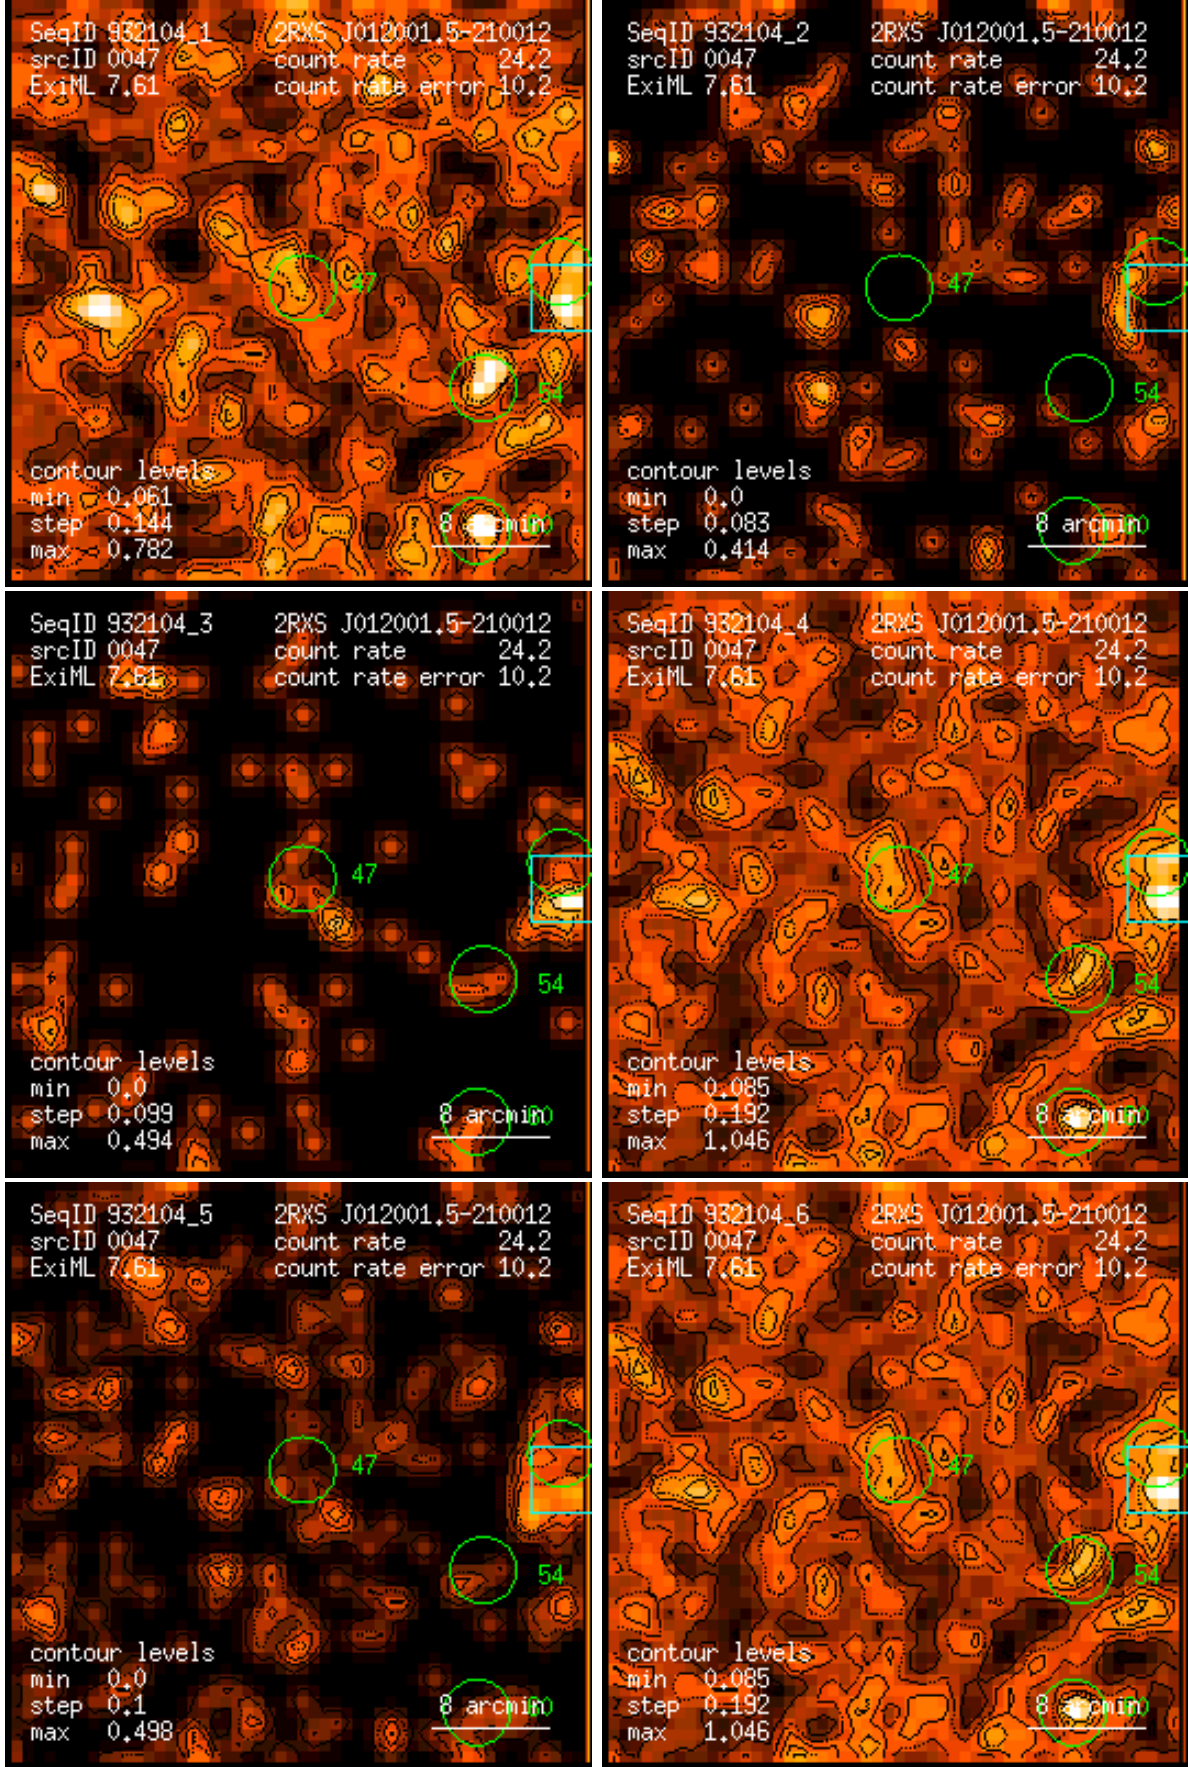 SeqID 932104_1 2RXS J012001.5-210012
srcID 0047 count rate 24.2
ExiML 7.61 count rate error 10.2
47
54
contour levels
min 0.061
step 0.144 8 arcmin
max 0.782
SeqID 932104_2 2RXS J012001.5-210012
srcID 0047 count rate 24.2
ExiML 7.61 count rate error 10.2
47
54
contour levels
min 0.0
step 0.083 8 arcmin
max 0.414
SeqID 932104_3 2RXS J012001.5-210012
srcID 0047 count rate 24.2
ExiML 7.61 count rate error 10.2
47
54
contour levels
min 0.0
step 0.099 8 arcmin
max 0.494
SeqID 932104_4 2RXS J012001.5-210012
srcID 0047 count rate 24.2
ExiML 7.61 count rate error 10.2
47
54
contour levels
min 0.085
step 0.192 8 arcmin
max 1.046
SeqID 932104_5 2RXS J012001.5-210012
srcID 0047 count rate 24.2
ExiML 7.61 count rate error 10.2
47
54
contour levels
min 0.0
step 0.1 8 arcmin
max 0.498
SeqID 932104_6 2RXS J012001.5-210012
srcID 0047 count rate 24.2
ExiML 7.61 count rate error 10.2
47
54
contour levels
min 0.085
step 0.192 8 arcmin
max 1.046